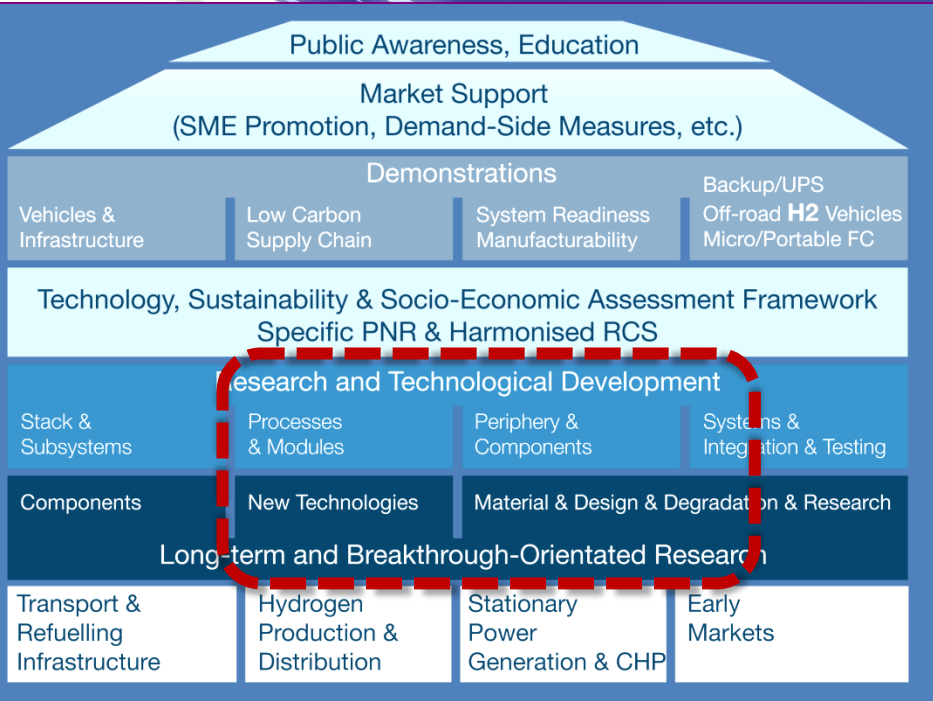 Public Awareness, Education
Market Support
(SME Promotion, Demand-Side Measures, etc.)
Demonstrations
Vehicles &
Infrastructure
Low Carbon
Supply Chain
System Readiness
Manufacturability
Backup/UPS
Off-road H2 Vehicles
Micro/Portable FC
Technology, Sustainability & Socio-Economic Assessment Framework
Specific PNR & Harmonised RCS
Research and Technological Development
Stack &
Subsystems
Processes
& Modules
Periphery &
Components
Systems &
Integration & Testing
Components
New Technologies
Material & Design & Degradation & Research
Long-term and Breakthrough-Orientated Research
Transport &
Refuelling
Infrastructure
Hydrogen
Production &
Distribution
Stationary
Power
Generation & CHP
Early
Markets